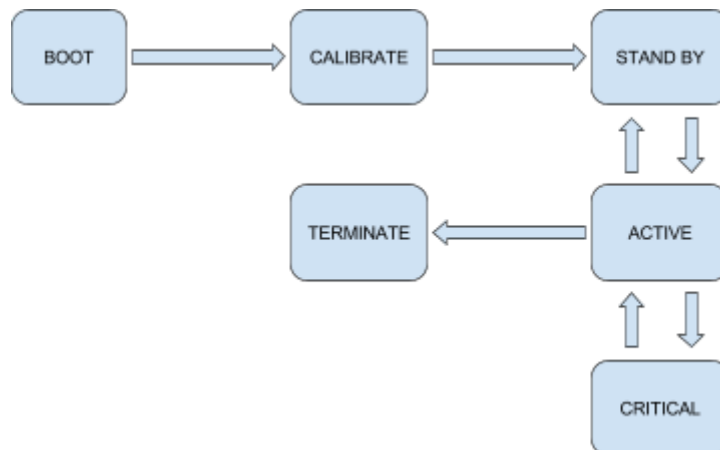 BOOT
CALIBRATE
STAND BY
TERMINATE
ACTIVE
CRITICAL